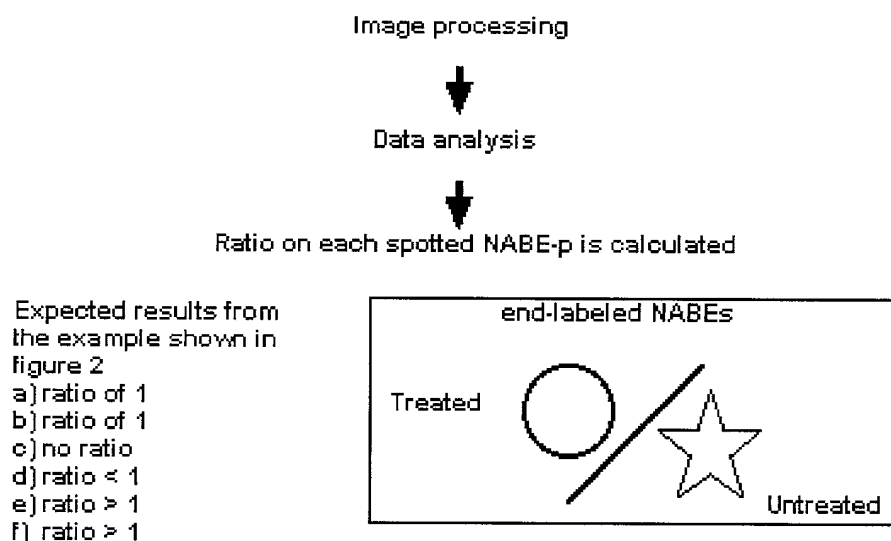 Image processing
Data analysis
Ratio on each spotted NABE-p is calculated
Expected results from
the example shown in
figure 2
a) ratio of 1
b) ratio of 1
c) no ratio
d) ratio < 1
e) ratio > 1
f) ratio > 1
end-labeled NABEs
Treated
Untreated